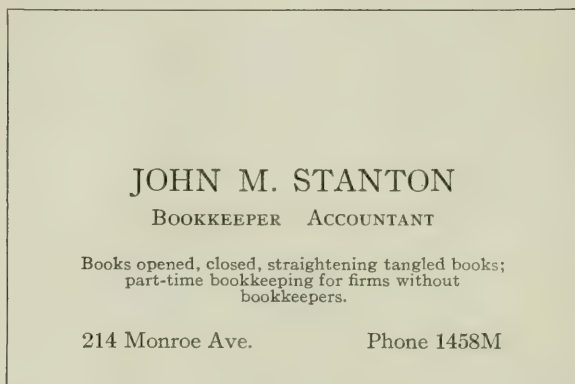 JOHN M. STANTON
BOOKKEEPER ACCOUNTANT
Books opened, closed, straightening tangled books;
part-time bookkeeping for firms without
bookkeepers.
214 Monroe Ave. Phone 1458M